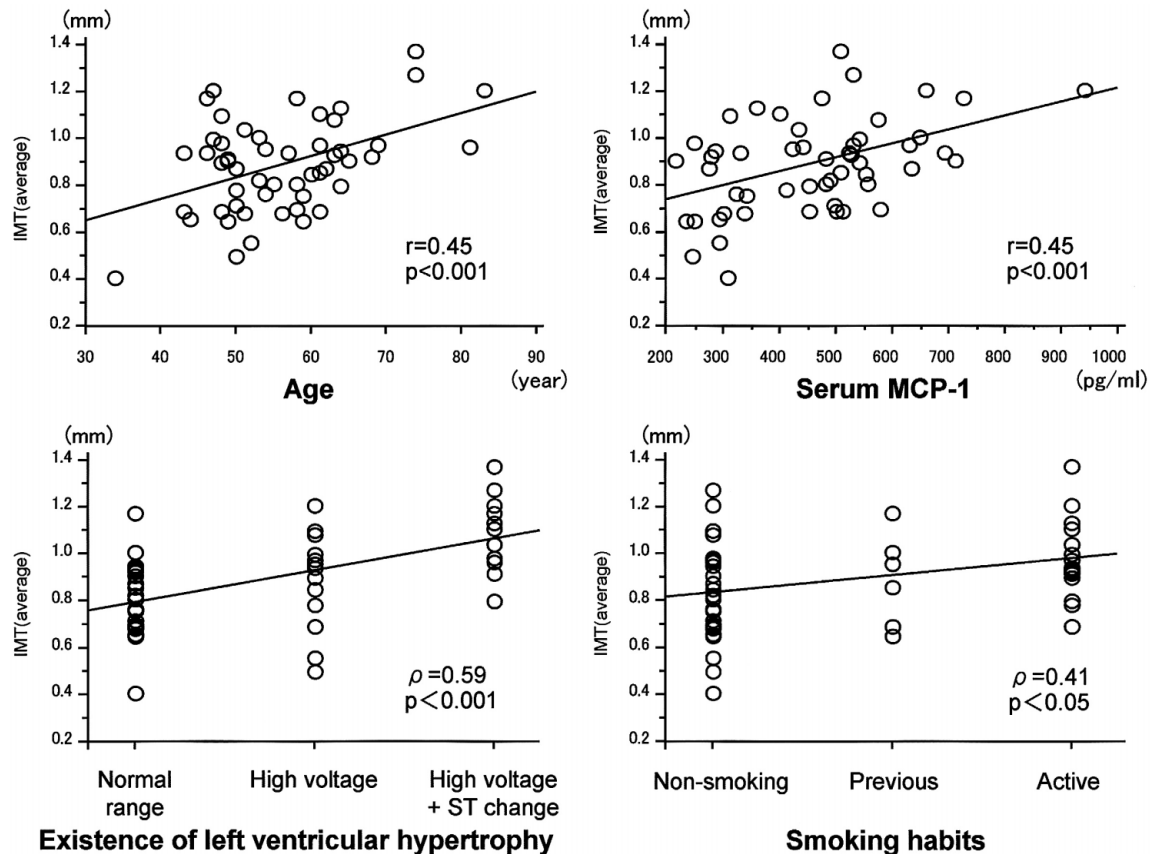 (mm)
1.4
1.2
1.0
0.8
0.6
0.4
0.2
IMT(average)
r=0.45
p<0.001
30 40 50 60 70 80 90
Age (year)
(mm)
1.4
1.2
1.0
0.8
0.6
0.4
0.2
IMT(average)
r=0.45
p<0.001
200 300 400 500 600 700 800 900 1000
Serum MCP-1 (pg/ml)
(mm)
1.4
1.2
1.0
0.8
0.6
0.4
0.2
IMT(average)
ρ=0.59
p<0.001
Normal High voltage High voltage
range + ST change
Existence of left ventricular hypertrophy
(mm)
1.4
1.2
1.0
0.8
0.6
0.4
0.2
IMT(average)
ρ=0.41
p<0.05
Non-smoking Previous Active
Smoking habits